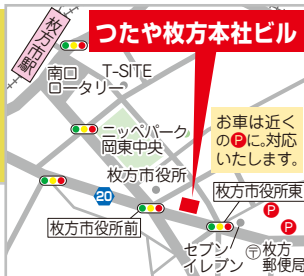 つたや枚方本社ビル
枚方市駅
南口
ロータリー
T-SITE
ニッペパーク
岡東中央
お車は近く
のPに。対応
いたします。
枚方市役所
20
枚方市役所東
枚方市役所前
P
P
セブン
イレブン
〒枚方
郵便局